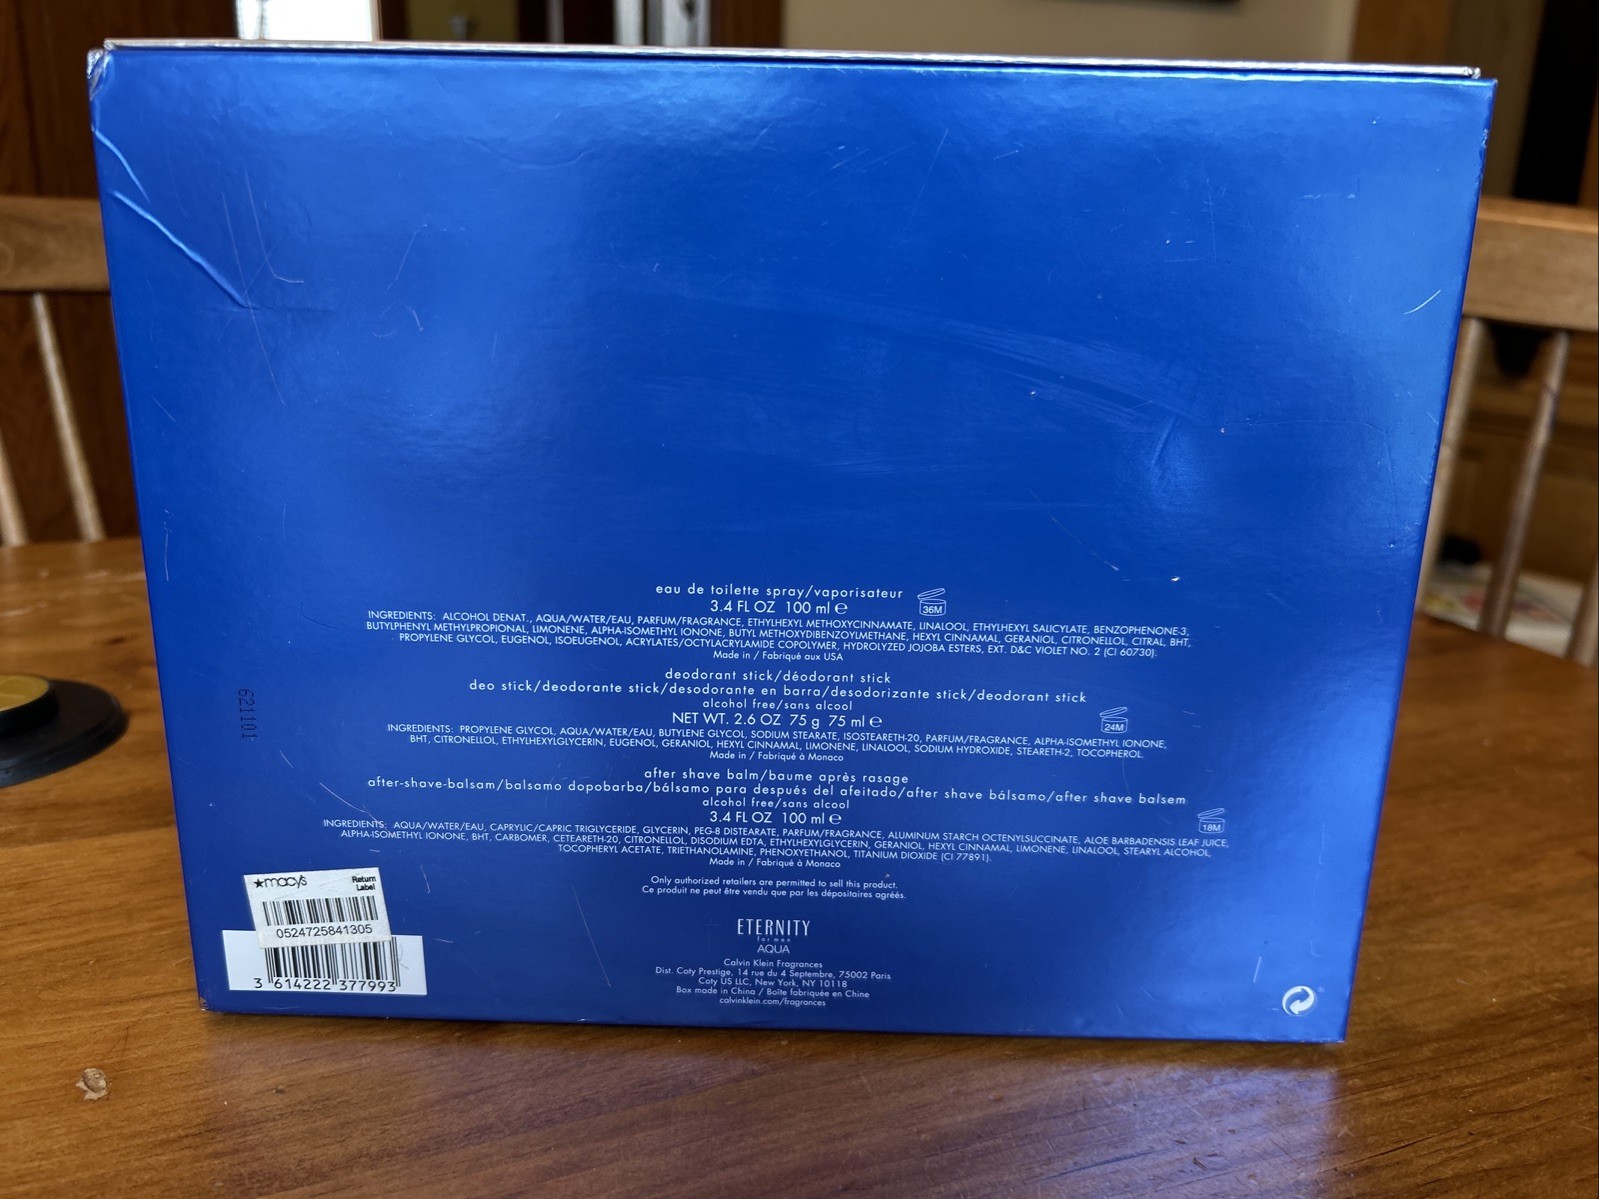 eau de toilette spray/vaporisateur
3.4 FL OZ 100 ml ℮
36M
INGREDIENTS: ALCOHOL DENAT., AQUA/WATER/EAU, PARFUM/FRAGRANCE, ETHYLHEXYL METHOXYCINNAMATE, LINALOOL, ETHYLHEXYL SALICYLATE, BENZOPHENONE-3,
BUTYLPHENYL METHYLPROPIONAL, LIMONENE, ALPHA-ISOMETHYL IONONE, BUTYL METHOXYDIBENZOYLMETHANE, HEXYL CINNAMAL, GERANIOL, CITRONELLOL, CITRAL, BHT,
PROPYLENE GLYCOL, EUGENOL, ISOEUGENOL, ACRYLATES/OCTYLACRYLAMIDE COPOLYMER, HYDROLYZED JOJOBA ESTERS, EXT. D&C VIOLET NO. 2 (CI 60730).
Made in / Fabriqué aux USA
deodorant stick/déodorant stick
deo stick/deodorante stick/desodorante en barra/desodorizante stick/deodorant stick
alcohol free/sans alcool
NET WT. 2.6 OZ 75 g 75 ml ℮
24M
INGREDIENTS: PROPYLENE GLYCOL, AQUA/WATER/EAU, BUTYLENE GLYCOL, SODIUM STEARATE, ISOSTEARETH-20, PARFUM/FRAGRANCE, ALPHA-ISOMETHYL IONONE,
BHT, CITRONELLOL, ETHYLHEXYLGLYCERIN, EUGENOL, GERANIOL, HEXYL CINNAMAL, LIMONENE, LINALOOL, SODIUM HYDROXIDE, STEARETH-2, TOCOPHEROL.
Made in / Fabriqué à Monaco
after shave balm/baume après rasage
after-shave-balsam/balsamo dopobarba/bálsamo para después del afeitado/after shave bálsamo/after shave balsem
alcohol free/sans alcool
3.4 FL OZ 100 ml ℮
18M
INGREDIENTS: AQUA/WATER/EAU, CAPRYLIC/CAPRIC TRIGLYCERIDE, GLYCERIN, PEG-8 DISTEARATE, PARFUM/FRAGRANCE, ALUMINUM STARCH OCTENYLSUCCINATE, ALOE BARBADENSIS LEAF JUICE,
ALPHA-ISOMETHYL IONONE, BHT, CARBOMER, CETEARETH-20, CITRONELLOL, DISODIUM EDTA, ETHYLHEXYLGLYCERIN, GERANIOL, HEXYL CINNAMAL, LIMONENE, LINALOOL, STEARYL ALCOHOL,
TOCOPHERYL ACETATE, TRIETHANOLAMINE, PHENOXYETHANOL, TITANIUM DIOXIDE (CI 77891).
Made in / Fabriqué à Monaco
Only authorized retailers are permitted to sell this product.
Ce produit ne peut être vendu que par les dépositaires agréés.
ETERNITY
for men
AQUA
Calvin Klein Fragrances
Dist. Coty Prestige, 14 rue du 4 Septembre, 75002 Paris
Coty US LLC, New York, NY 10118
Box made in China / Boîte fabriquée en Chine
calvinklein.com/fragrances
621101
★macy's
Return
Label
0524725841305
3 614222 377993